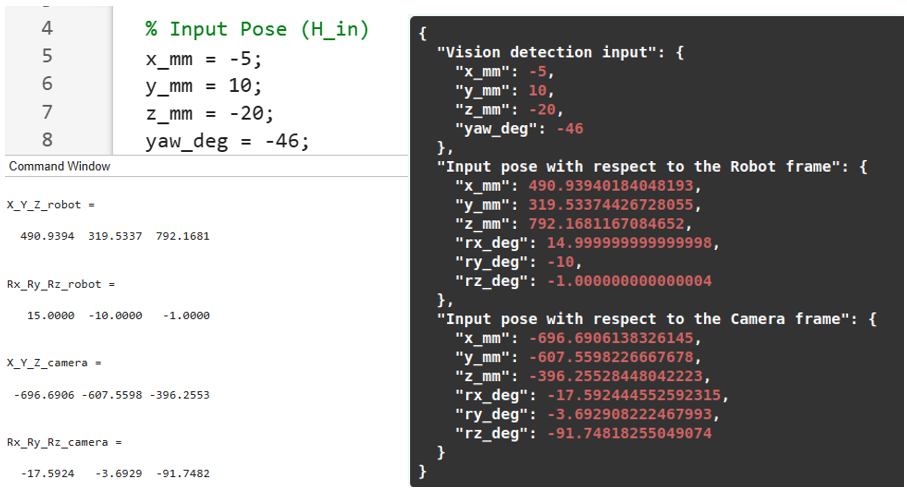 4 % Input Pose (H_in)
5 x_mm = -5;
6 y_mm = 10;
7 z_mm = -20;
8 yaw_deg = -46;
Command Window
X_Y_Z_robot =
490.9394 319.5337 792.1681
Rx_Ry_Rz_robot =
15.0000 -10.0000 -1.0000
X_Y_Z_camera =
-696.6906 -607.5598 -396.2553
Rx_Ry_Rz_camera =
-17.5924 -3.6929 -91.7482
{
"Vision detection input": {
"x_mm": -5,
"y_mm": 10,
"z_mm": -20,
"yaw_deg": -46
},
"Input pose with respect to the Robot frame": {
"x_mm": 490.93940184048193,
"y_mm": 319.53374426728055,
"z_mm": 792.1681167084652,
"rx_deg": 14.999999999999998,
"ry_deg": -10,
"rz_deg": -1.000000000000004
},
"Input pose with respect to the Camera frame": {
"x_mm": -696.6906138326145,
"y_mm": -607.5598226667678,
"z_mm": -396.25528448042223,
"rx_deg": -17.592444552592315,
"ry_deg": -3.692908222467993,
"rz_deg": -91.74818255049074
}
}